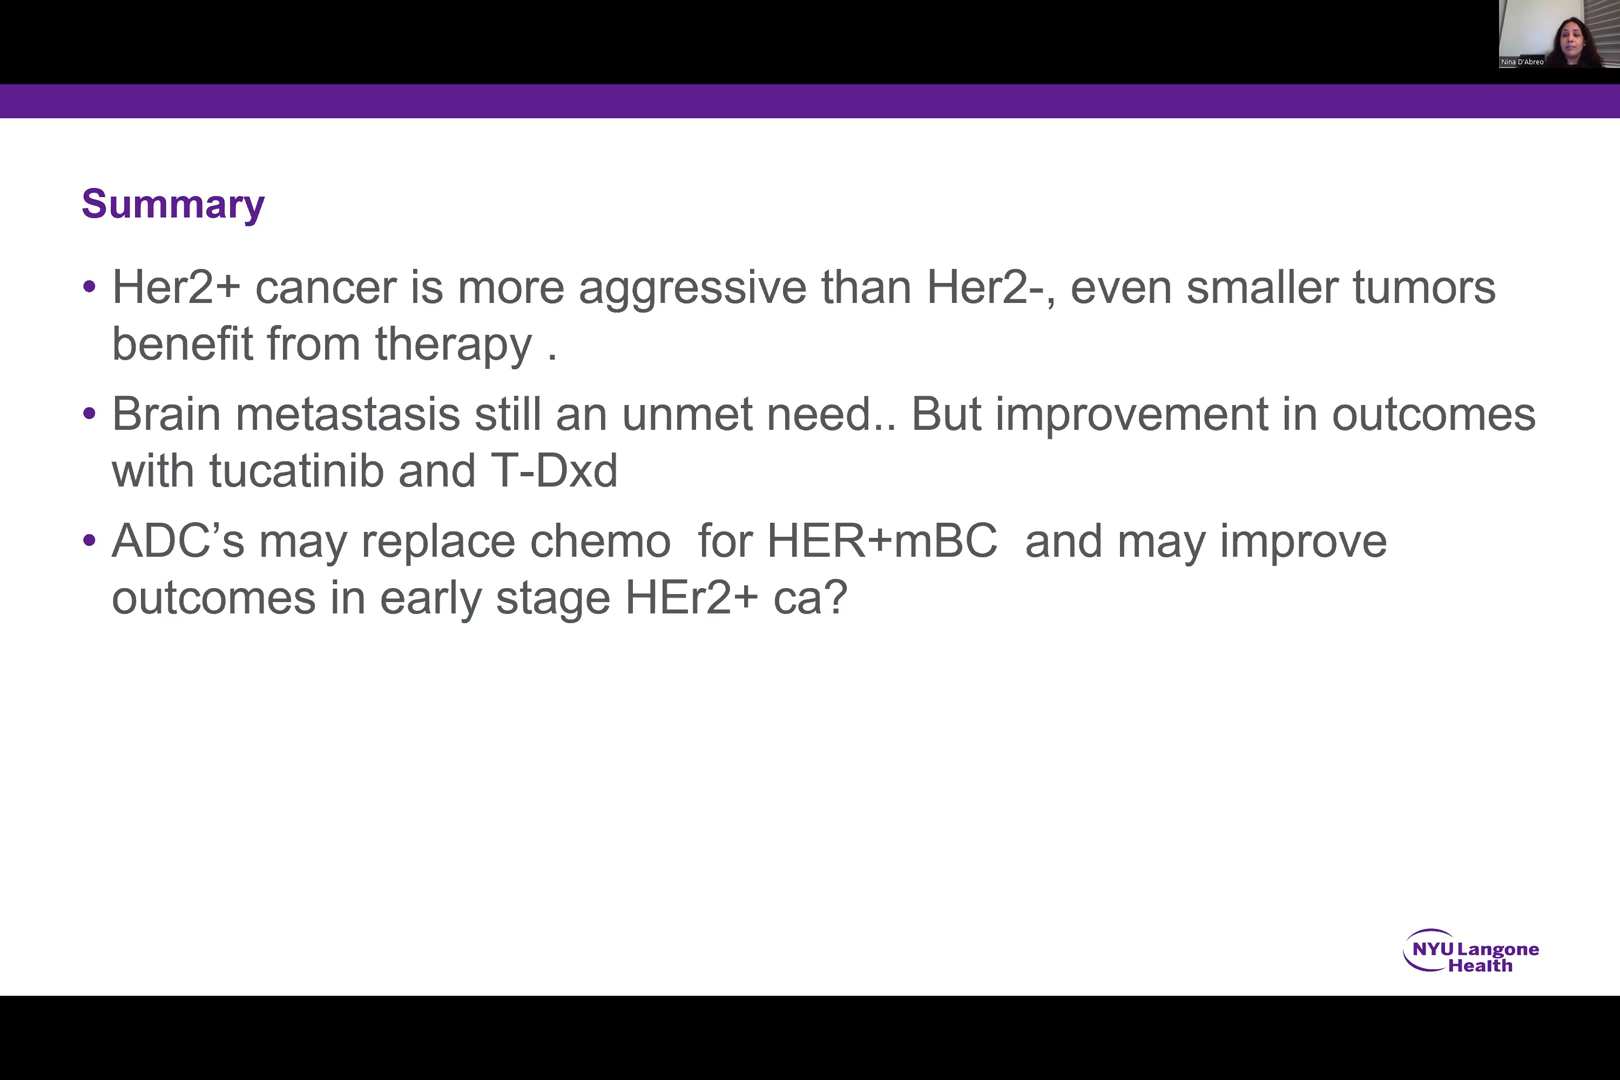 Nina D'Abreo
Summary
• Her2+ cancer is more aggressive than Her2-, even smaller tumors
benefit from therapy .
• Brain metastasis still an unmet need.. But improvement in outcomes
with tucatinib and T-Dxd
• ADC’s may replace chemo  for HER+mBC  and may improve
outcomes in early stage HEr2+ ca?
NYU Langone
Health